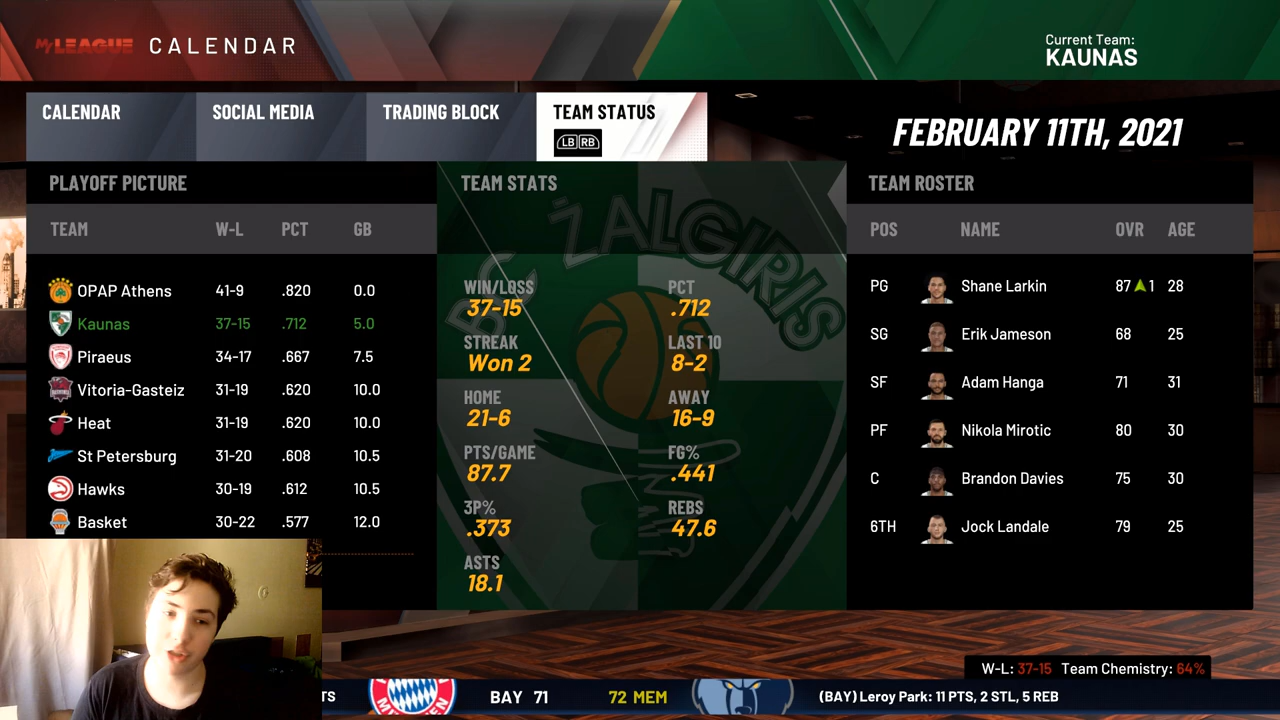 MyLEAGUE CALENDAR
Current Team:
KAUNAS
CALENDAR
SOCIAL MEDIA
TRADING BLOCK
TEAM STATUS
LB RB
FEBRUARY 11TH, 2021
PLAYOFF PICTURE
TEAM W-L PCT GB
OPAP Athens 41-9 .820 0.0
Kaunas 37-15 .712 5.0
Piraeus 34-17 .667 7.5
Vitoria-Gasteiz 31-19 .620 10.0
Heat 31-19 .620 10.0
St Petersburg 31-20 .608 10.5
Hawks 30-19 .612 10.5
Basket 30-22 .577 12.0
TEAM STATS
BC ŽALGIRIS
WIN/LOSS PCT
37-15 .712
STREAK LAST 10
Won 2 8-2
HOME AWAY
21-6 16-9
PTS/GAME FG%
87.7 .441
3P% REBS
.373 47.6
ASTS
18.1
TEAM ROSTER
POS NAME OVR AGE
PG Shane Larkin 87 1 28
SG Erik Jameson 68 25
SF Adam Hanga 71 31
PF Nikola Mirotic 80 30
C Brandon Davies 75 30
6TH Jock Landale 79 25
W-L: 37-15 Team Chemistry: 64%
TS BAY 71 72 MEM (BAY) Leroy Park: 11 PTS, 2 STL, 5 REB